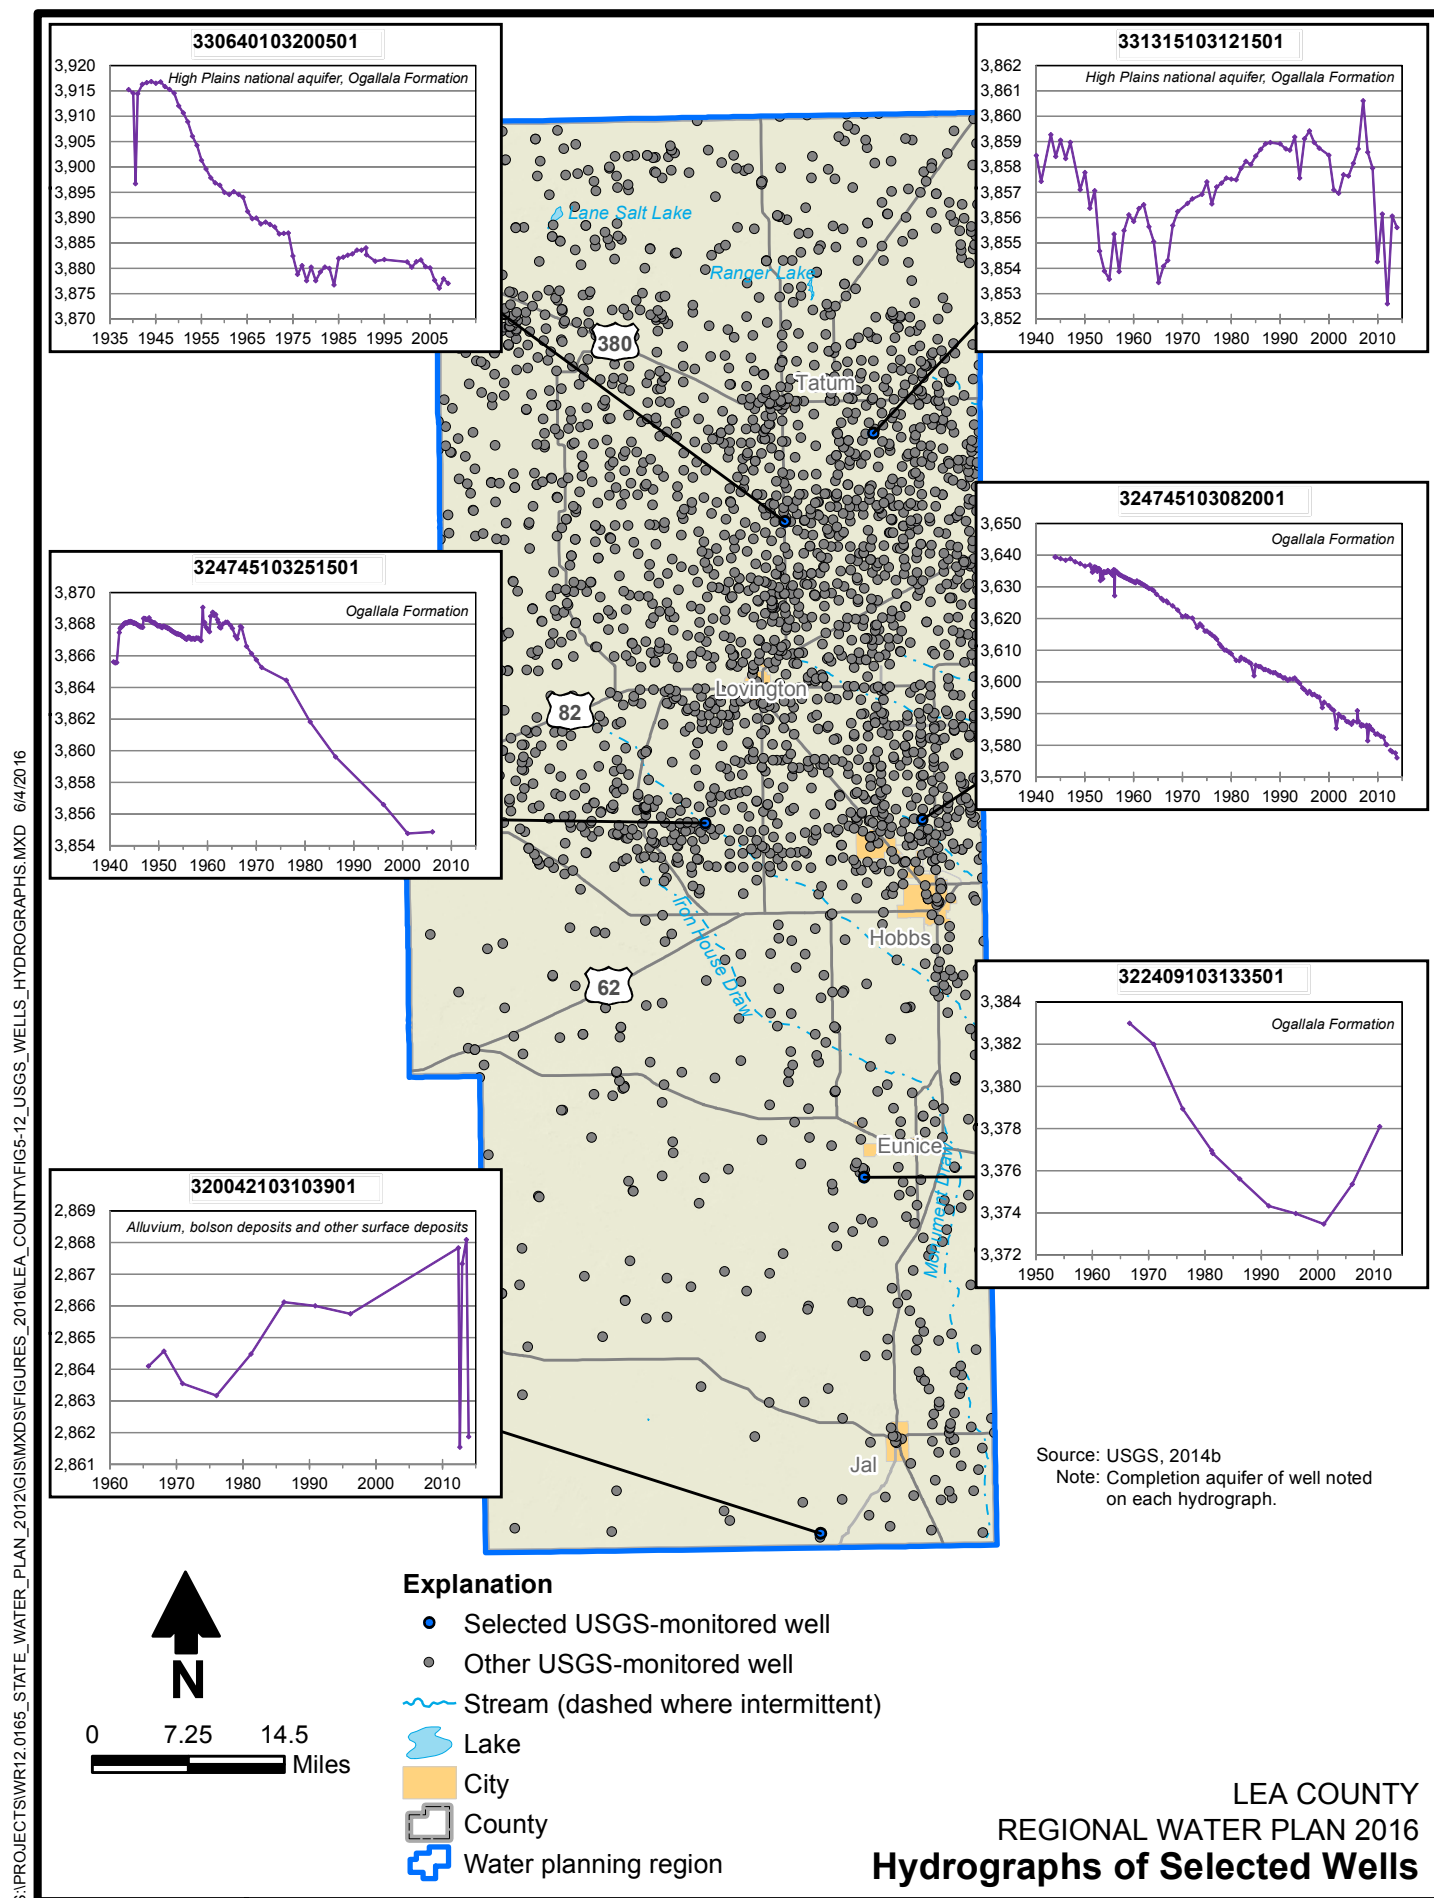 330640103200501
High Plains national aquifer, Ogallala Formation
3,920
3,915
3,910
3,905
3,900
3,895
3,890
3,885
3,880
3,875
3,870
1935 1945 1955 1965 1975 1985 1995 2005
331315103121501
High Plains national aquifer, Ogallala Formation
3,862
3,861
3,860
3,859
3,858
3,857
3,856
3,855
3,854
3,853
3,852
1940 1950 1960 1970 1980 1990 2000 2010
Lane Salt Lake
Ranger Lake
380
Tatum
324745103251501
Ogallala Formation
3,870
3,868
3,866
3,864
3,862
3,860
3,858
3,856
3,854
1940 1950 1960 1970 1980 1990 2000 2010
324745103082001
Ogallala Formation
3,650
3,640
3,630
3,620
3,610
3,600
3,590
3,580
3,570
1940 1950 1960 1970 1980 1990 2000 2010
Lovington
82
Iron House Draw
Hobbs
62
322409103133501
Ogallala Formation
3,384
3,382
3,380
3,378
3,376
3,374
3,372
1950 1960 1970 1980 1990 2000 2010
Eunice
Monument Draw
320042103103901
Alluvium, bolson deposits and other surface deposits
2,869
2,868
2,867
2,866
2,865
2,864
2,863
2,862
2,861
1960 1970 1980 1990 2000 2010
Jal
Source: USGS, 2014b
Note: Completion aquifer of well noted
on each hydrograph.
N
0 7.25 14.5
Miles
Explanation
Selected USGS-monitored well
Other USGS-monitored well
Stream (dashed where intermittent)
Lake
City
County
Water planning region
LEA COUNTY
REGIONAL WATER PLAN 2016
Hydrographs of Selected Wells
S:\PROJECTS\WR12.0165_STATE_WATER_PLAN_2012\GIS\MXDS\FIGURES_2016\LEA_COUNTY\FIG5-12_USGS_WELLS_HYDROGRAPHS.MXD 6/4/2016